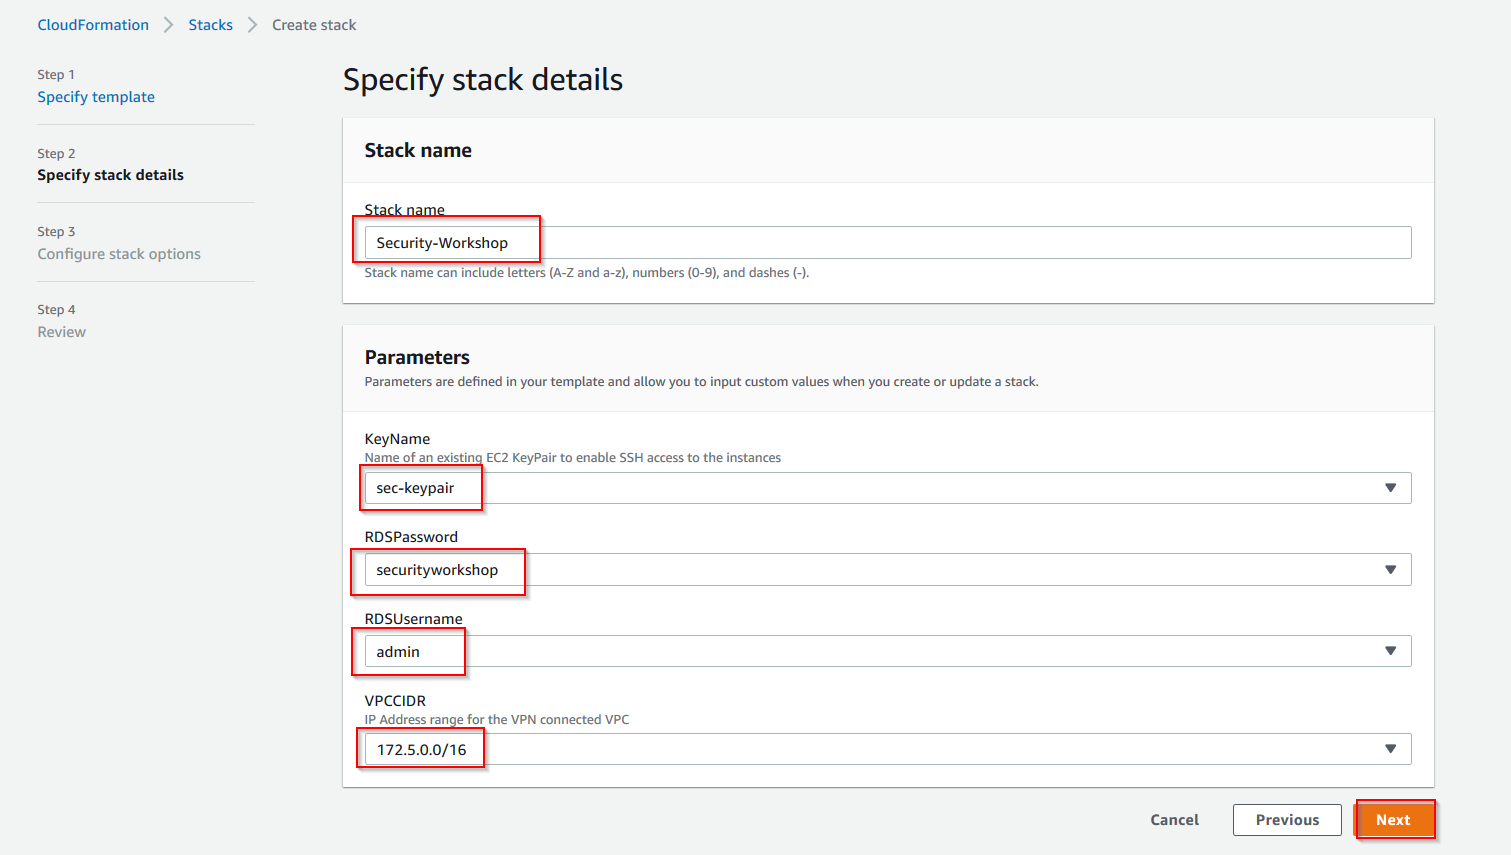 CloudFormation > Stacks > Create stack
Step 1
Specify template
Step 2
Specify stack details
Step 3
Configure stack options
Step 4
Review
Specify stack details
Stack name
Stack name
Security-Workshop
Stack name can include letters (A-Z and a-z), numbers (0-9), and dashes (-).
Parameters
Parameters are defined in your template and allow you to input custom values when you create or update a stack.
KeyName
Name of an existing EC2 KeyPair to enable SSH access to the instances
sec-keypair
RDSPassword
securityworkshop
RDSUsername
admin
VPCCIDR
IP Address range for the VPN connected VPC
172.5.0.0/16
Cancel Previous Next